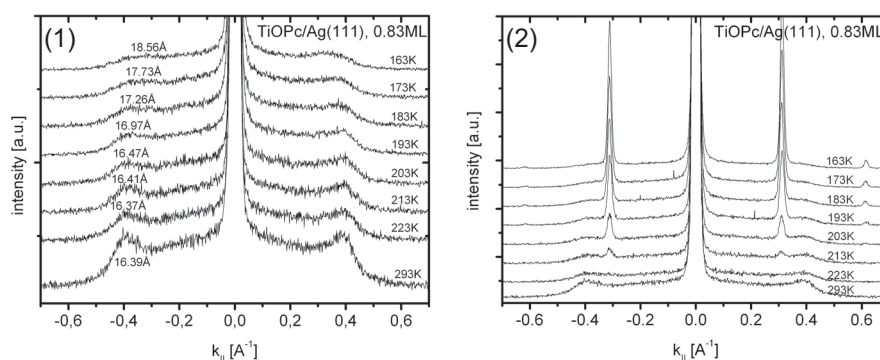 (1)
TiOPc/Ag(111), 0.83ML
18.56Å
163K
17.73Å
173K
17.26Å
183K
16.97Å
193K
16.47Å
203K
16.41Å
213K
16.37Å
223K
16.39Å
293K
intensity [a.u.]
-0,6 -0,4 -0,2 0,0 0,2 0,4 0,6
k|| [A⁻¹]
(2)
TiOPc/Ag(111), 0.83ML
163K
173K
183K
193K
203K
213K
223K
293K
intensity [a.u.]
-0.6 -0.4 -0.2 0.0 0.2 0.4 0.6
k|| [A⁻¹]